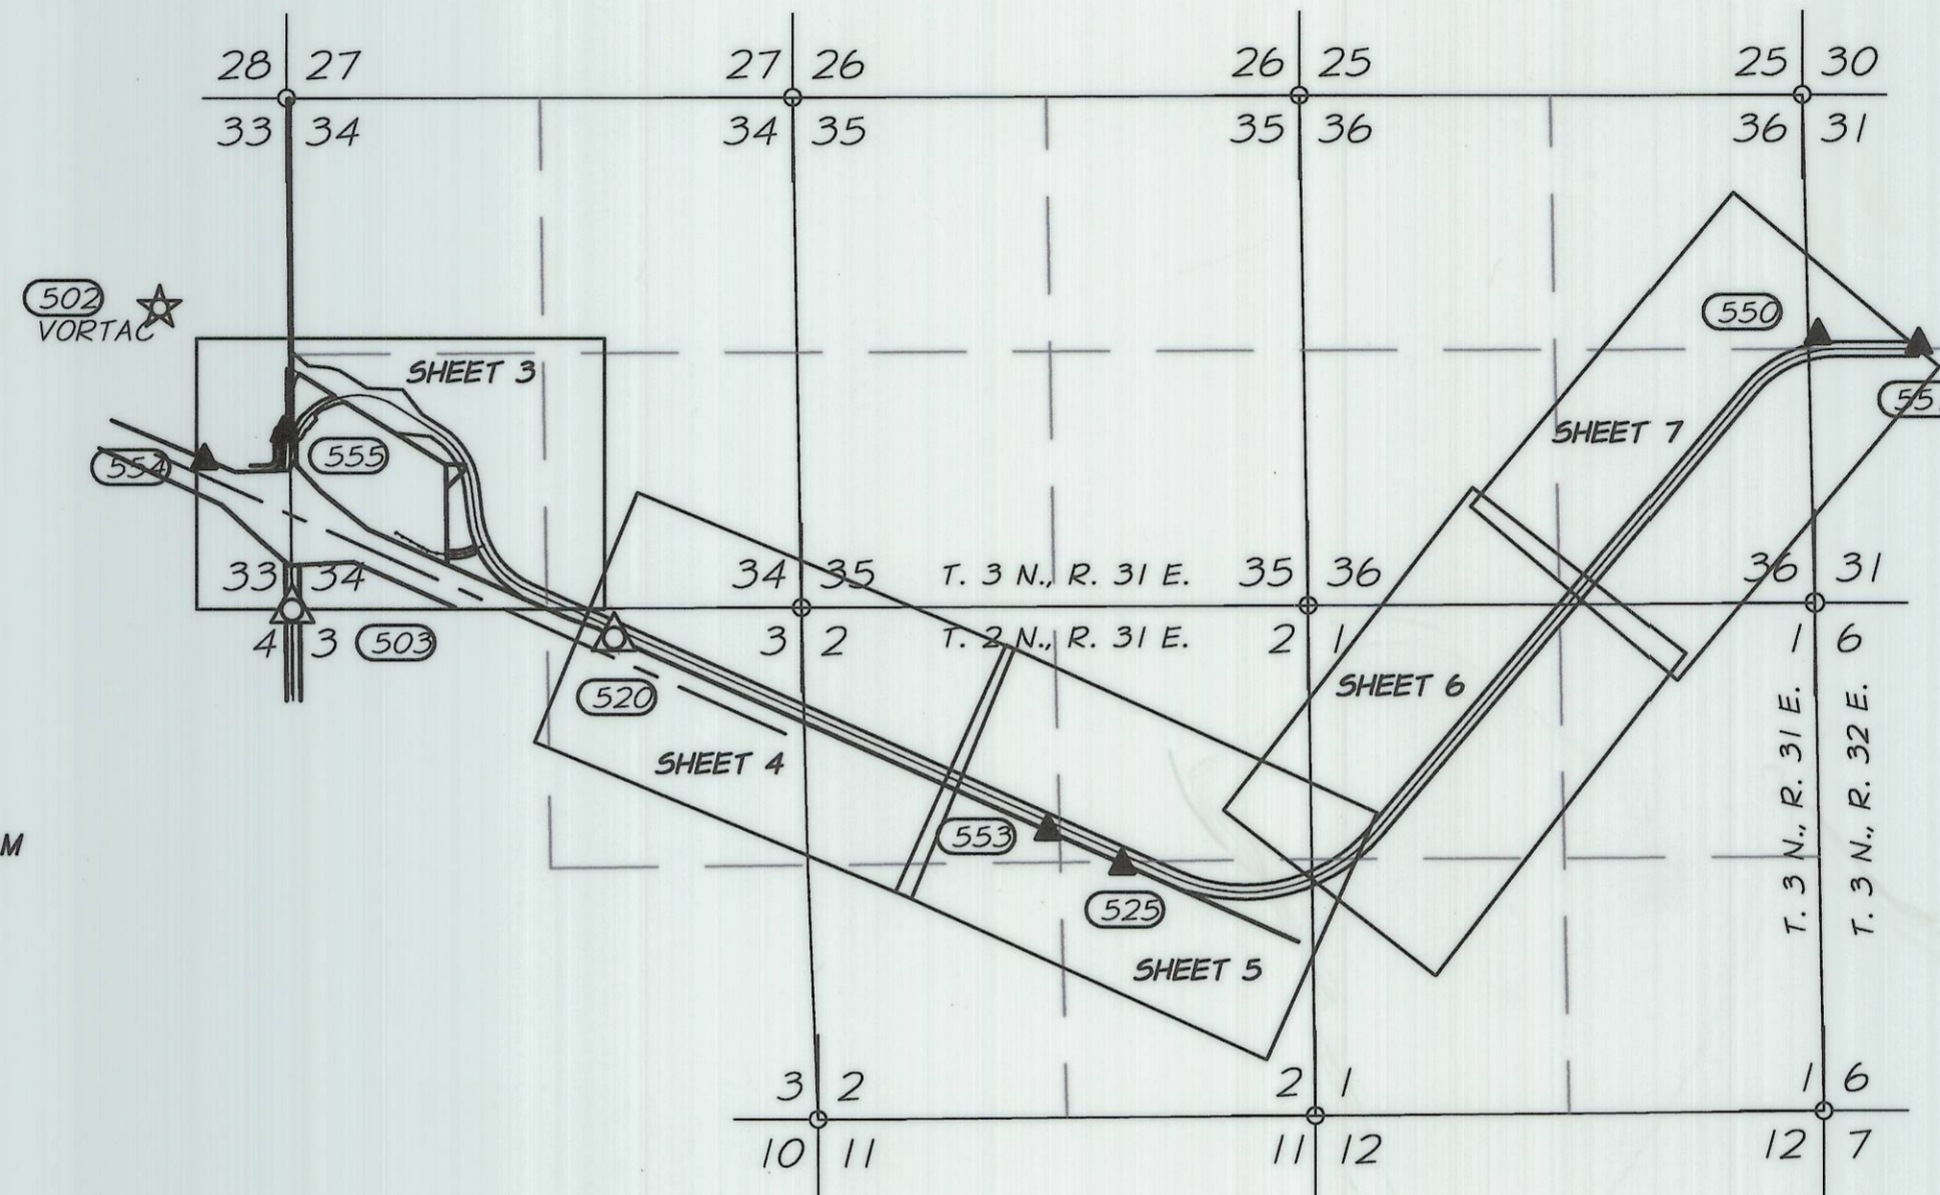 28 27
27 26
26 25
25 30
33 34
34 35
35 36
36 31
502
VORTAC
550
SHEET 3
SHEET 7
554
555
33 34
34 35
T. 3 N., R. 31 E.
35 36
36 31
4 3
503
3 2
T. 2 N., R. 31 E.
2 1
1 6
520
SHEET 6
SHEET 4
553
525
SHEET 5
T. 3 N., R. 31 E.
T. 3 N., R. 32 E.
M
3 2
2 1
1 6
10 11
11 12
12 7